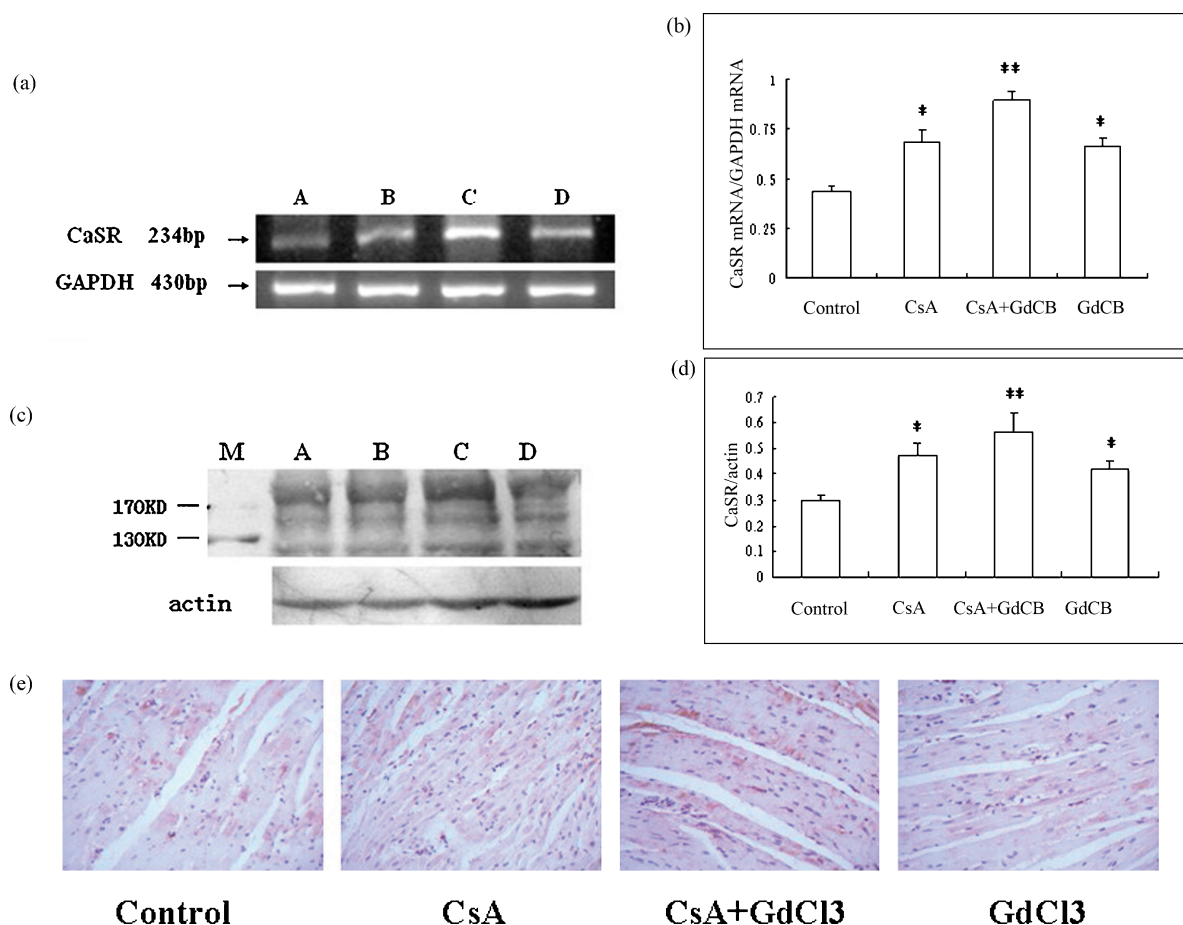 (a)
A B C D
CaSR 234bp
GAPDH 430bp
(b)
CaSR mRNA/GAPDH mRNA
1
0.75
0.5
0.25
0
* ** *
Control CsA CsA+GdCB GdCB
(c)
M A B C D
170KD
130KD
actin
(d)
CaSR/actin
0.7
0.6
0.5
0.4
0.3
0.2
0.1
0
* ** *
Control CsA CsA+GdCB GdCB
(e)
Control CsA CsA+GdCl3 GdCl3